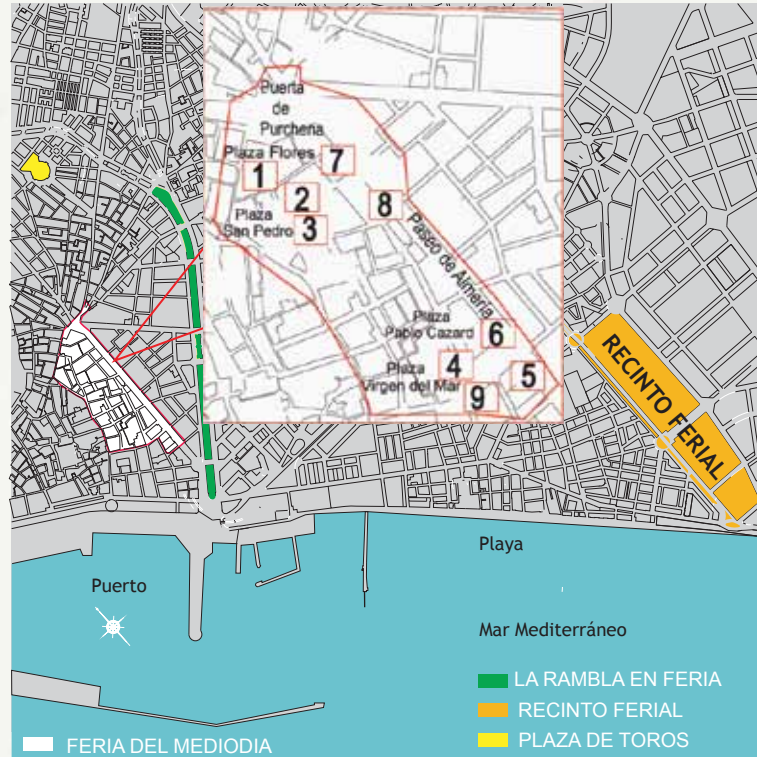 Puerta
de
Purchena
Plaza Flores
7
1
2
8
Plaza
San Pedro
3
Paseo de Almeria
Plaza
Pablo Cazard
6
Plaza
Virgen del Mar
4
5
9
RECINTO FERIAL
Playa
Puerto
Mar Mediterráneo
LA RAMBLA EN FERIA
RECINTO FERIAL
PLAZA DE TOROS
FERIA DEL MEDIODIA